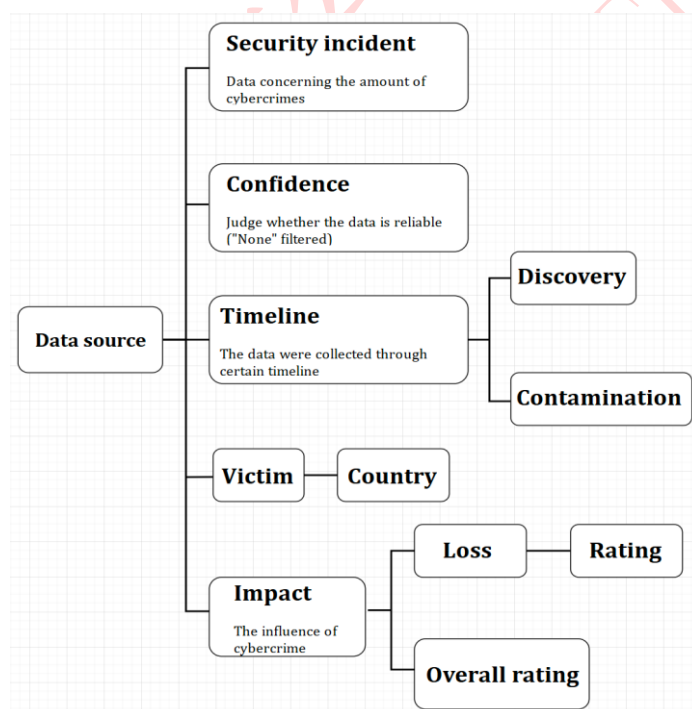 Security incident
Data concerning the amount of
cybercrimes
Confidence
Judge whether the data is reliable
("None" filtered)
Timeline
The data were collected through
certain timeline
Discovery
Contamination
Data source
Victim
Country
Impact
The influence of
cybercrime
Loss
Rating
Overall rating